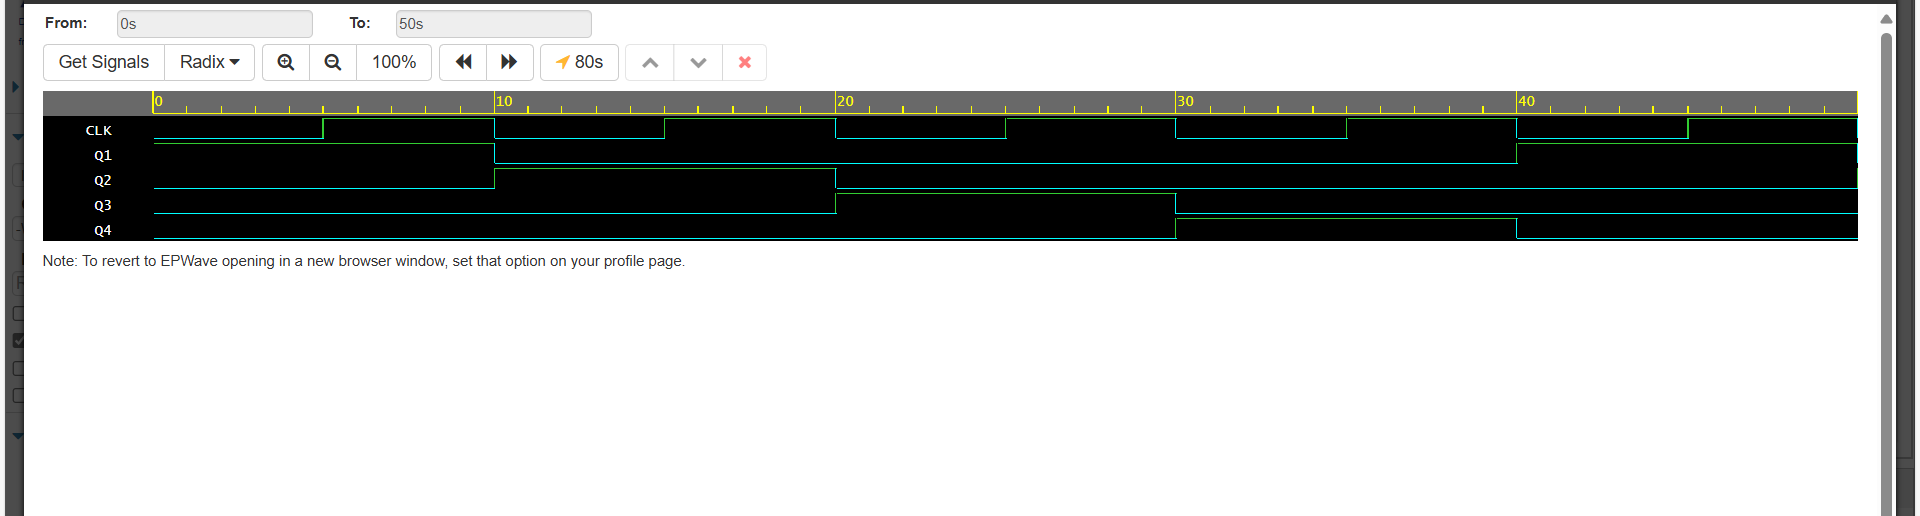 From: 0s To: 50s
Get Signals Radix 100% 80s
0 10 20 30 40
CLK
Q1
Q2
Q3
Q4
Note: To revert to EPWave opening in a new browser window, set that option on your profile page.